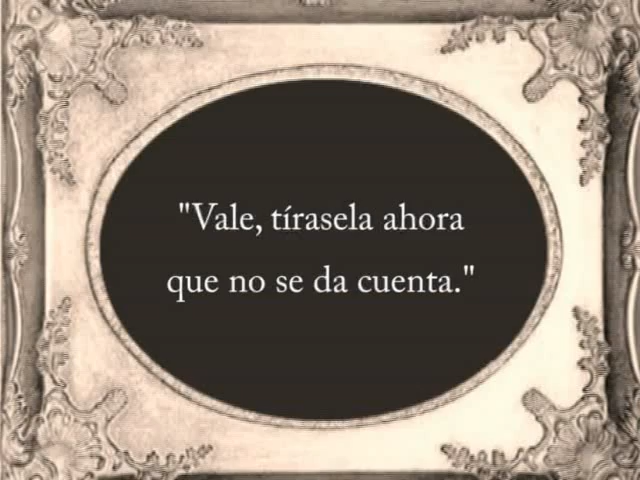 "Vale, tírasela ahora
que no se da cuenta."